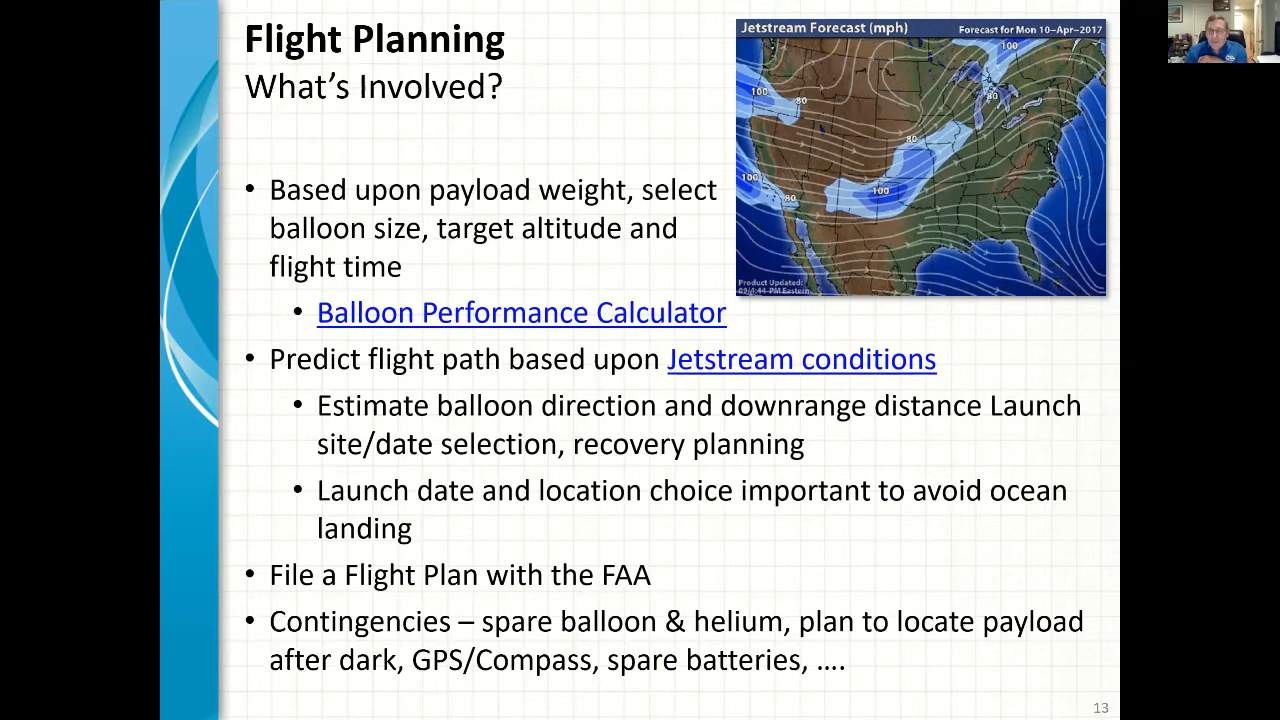 Flight Planning
What's Involved?
Jetstream Forecast (mph)
Forecast for Mon 10-Apr-2017
100
100
80
80
80
100
100
80
Product Updated:
Eastern
• Based upon payload weight, select
balloon size, target altitude and
flight time
• Balloon Performance Calculator
• Predict flight path based upon Jetstream conditions
• Estimate balloon direction and downrange distance Launch
site/date selection, recovery planning
• Launch date and location choice important to avoid ocean
landing
• File a Flight Plan with the FAA
• Contingencies – spare balloon & helium, plan to locate payload
after dark, GPS/Compass, spare batteries, ….
13